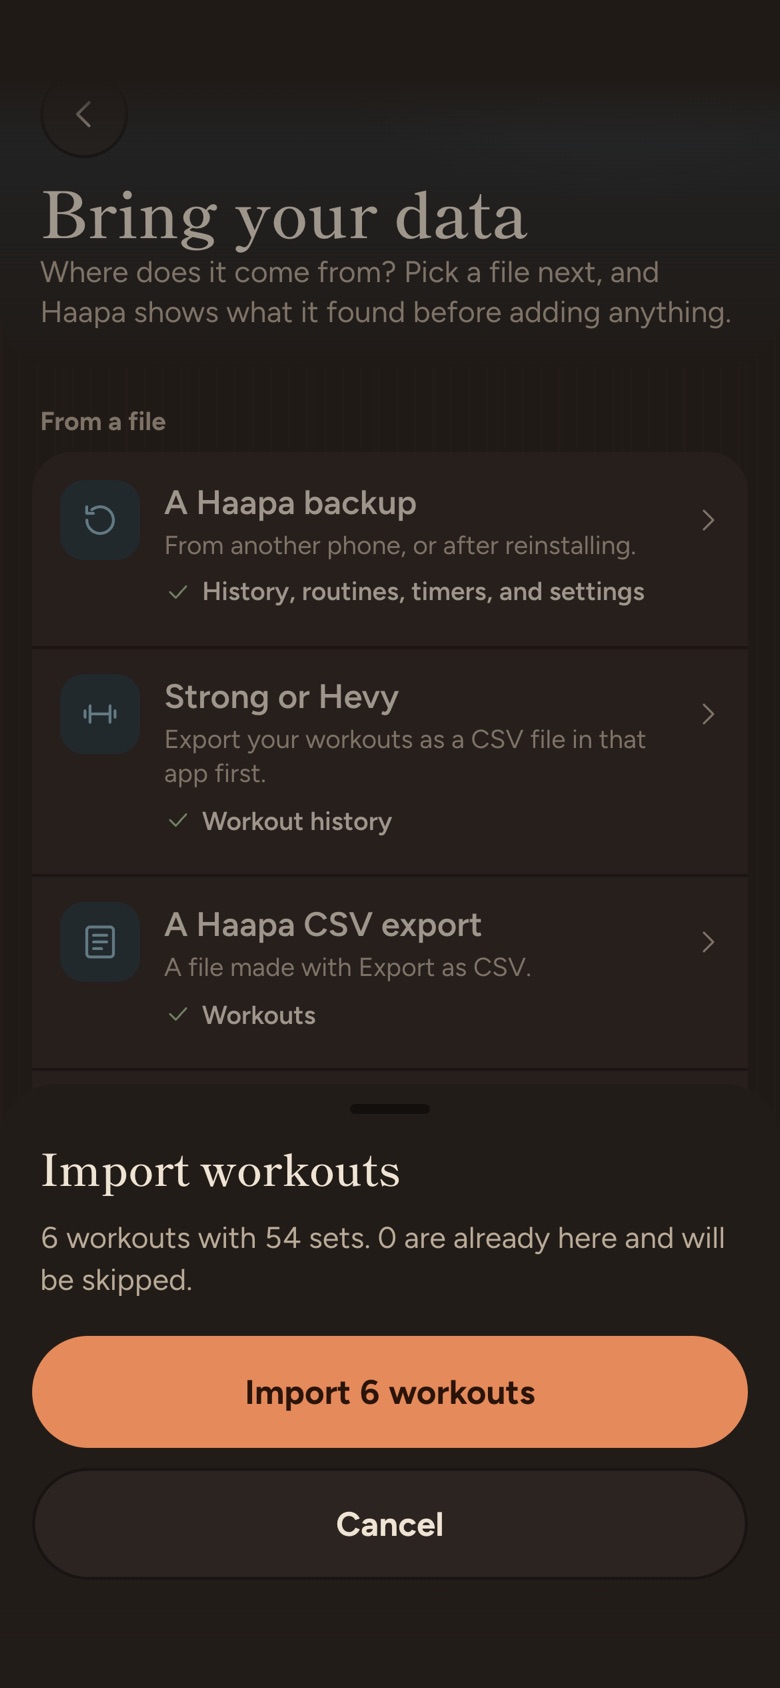 Bring your data
Where does it come from? Pick a file next, and
Haapa shows what it found before adding anything.
From a file
A Haapa backup
From another phone, or after reinstalling.
History, routines, timers, and settings
Strong or Hevy
Export your workouts as a CSV file in that
app first.
Workout history
A Haapa CSV export
A file made with Export as CSV.
Workouts
Import workouts
6 workouts with 54 sets. 0 are already here and will
be skipped.
Import 6 workouts
Cancel